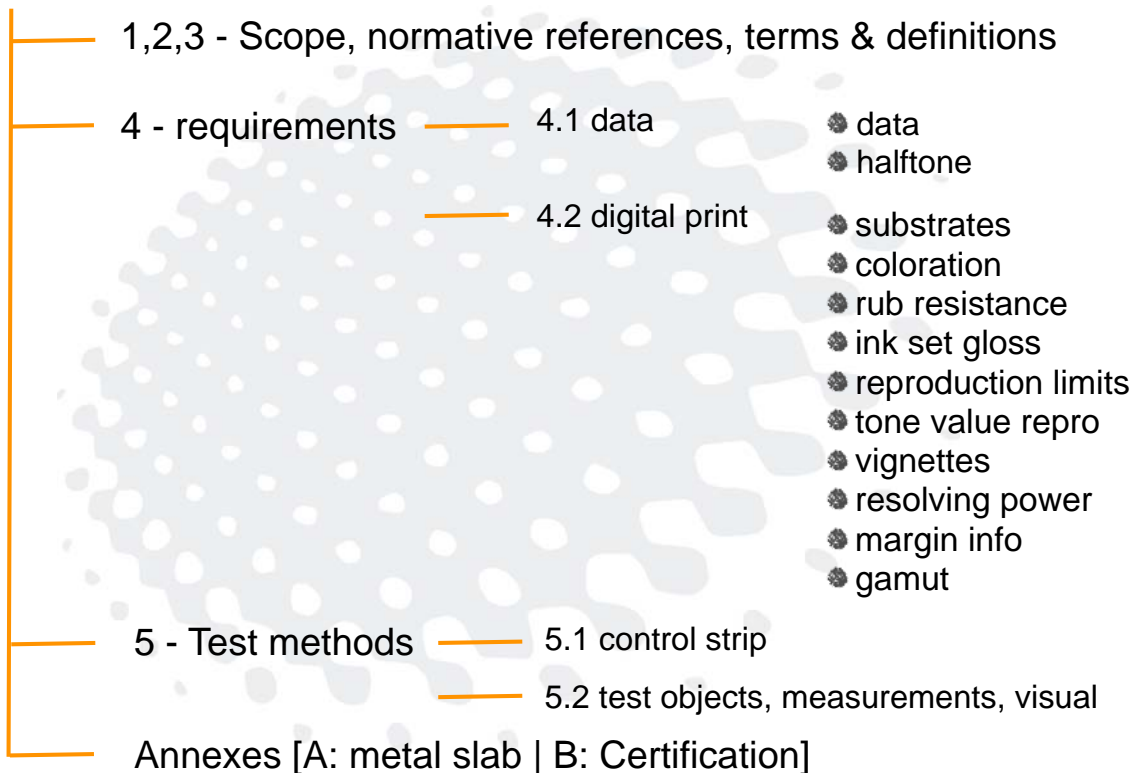 1,2,3 - Scope, normative references, terms & definitions
4 - requirements
4.1 data
data
halftone
4.2 digital print
substrates
coloration
rub resistance
ink set gloss
reproduction limits
tone value repro
vignettes
resolving power
margin info
gamut
5 - Test methods
5.1 control strip
5.2 test objects, measurements, visual
Annexes [A: metal slab | B: Certification]